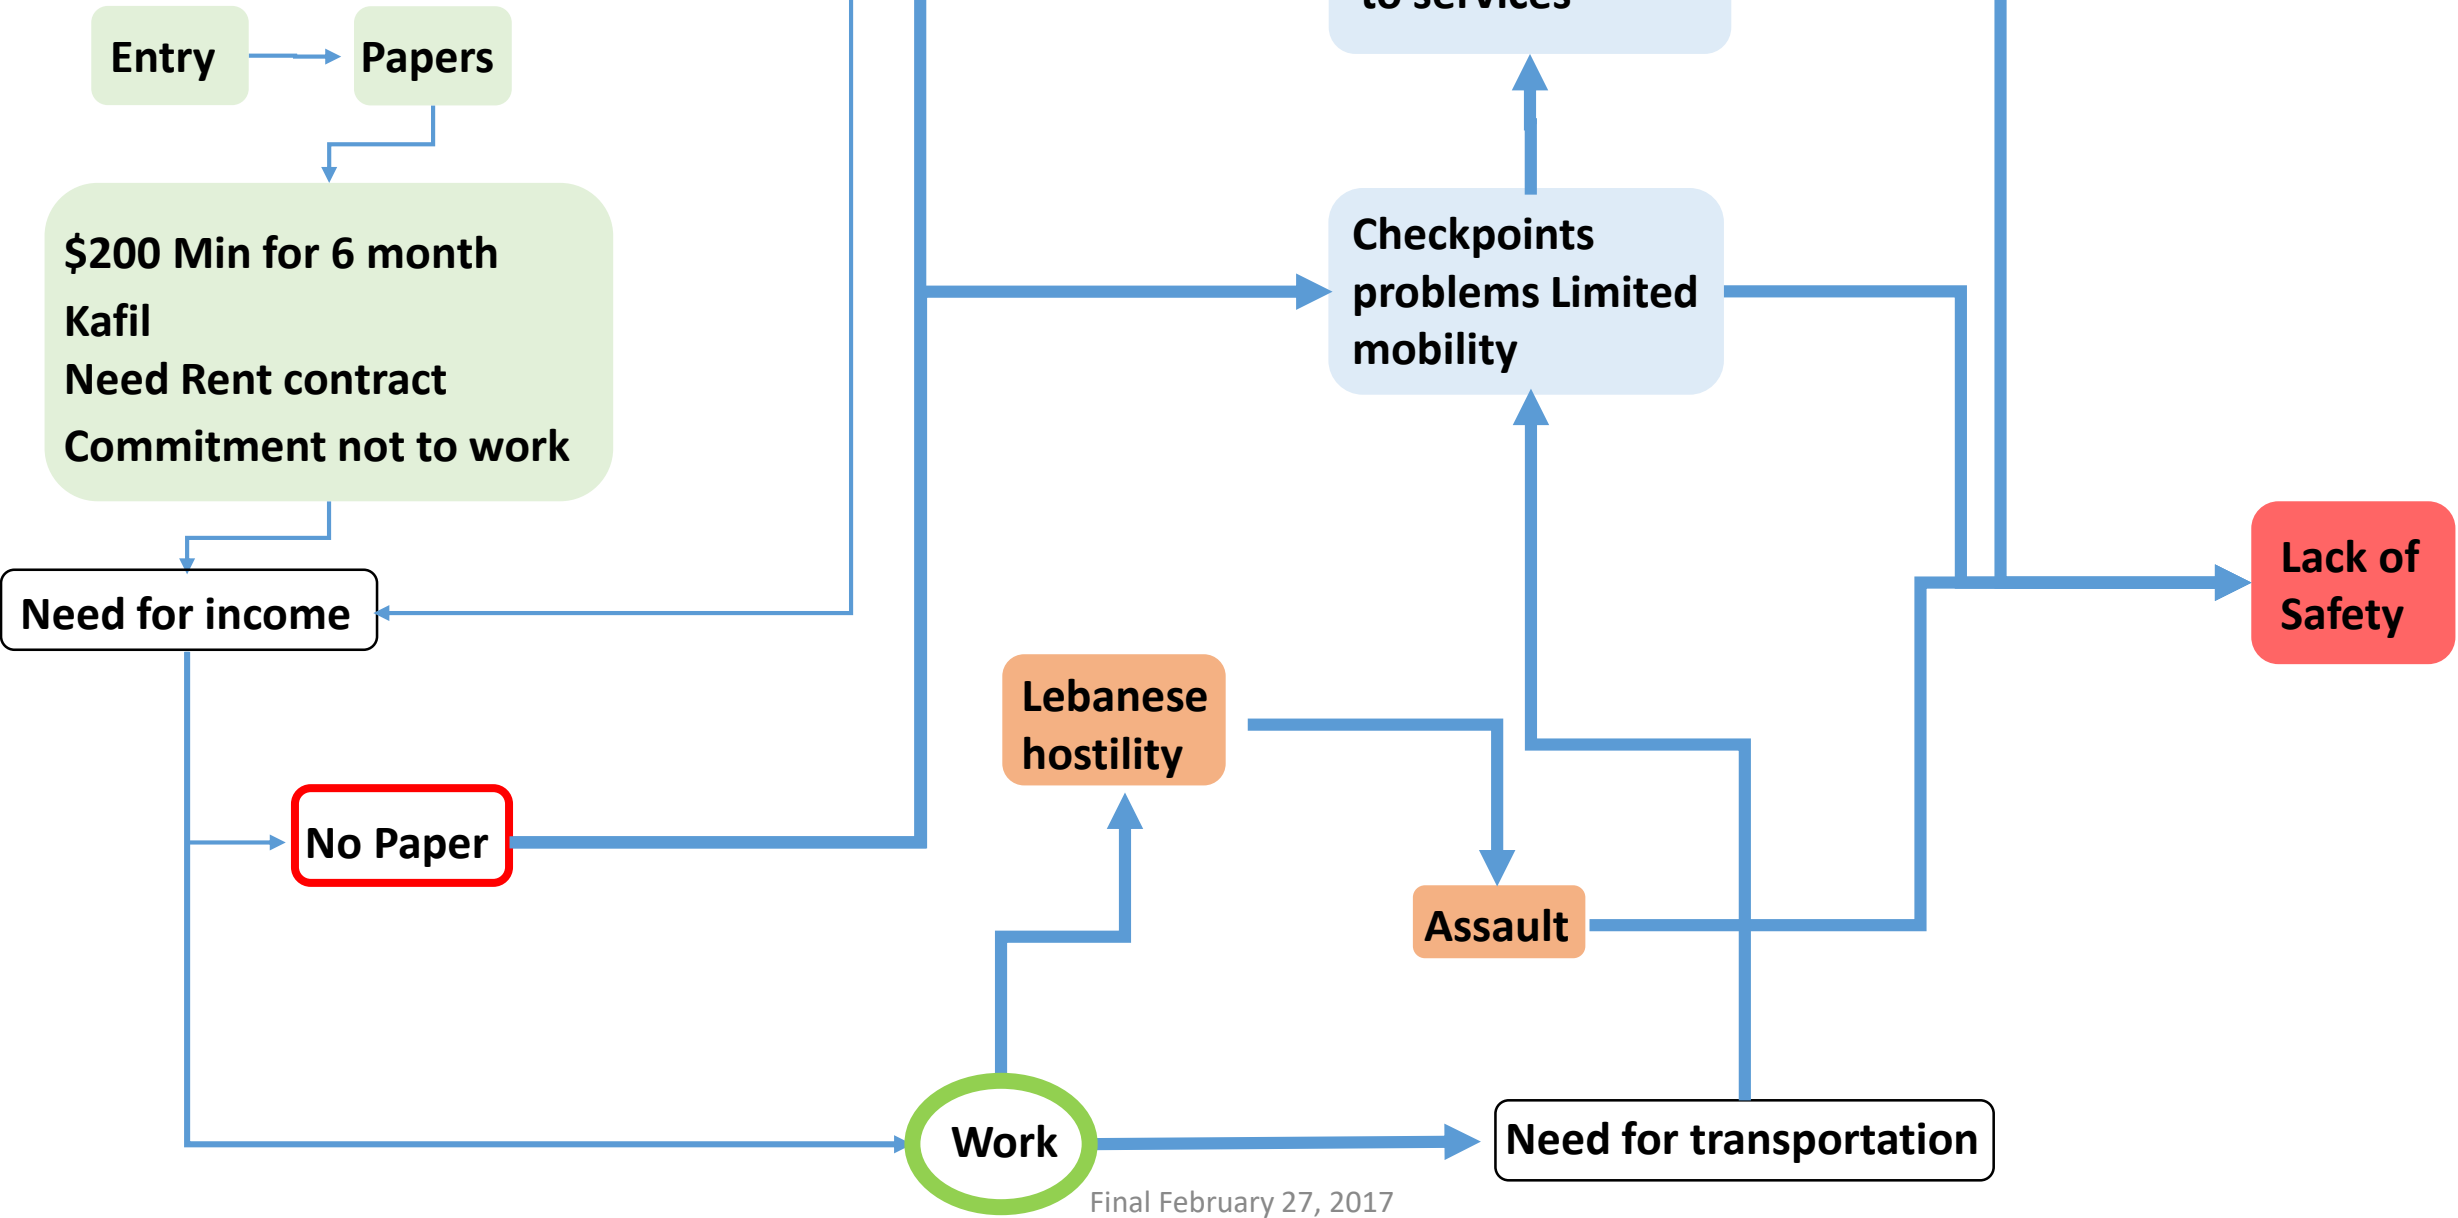 to services
Entry
Papers
$200 Min for 6 month
Kafil
Need Rent contract
Commitment not to work
Checkpoints
problems Limited
mobility
Need for income
Lack of
Safety
Lebanese
hostility
No Paper
Assault
Work
Need for transportation
Final February 27, 2017